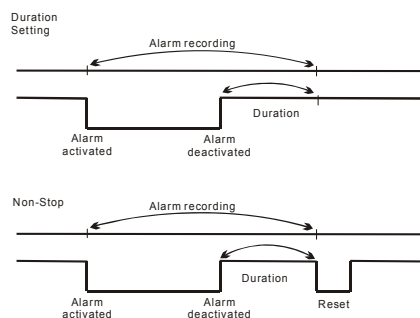 Duration
Setting
Alarm recording
Duration
Alarm
activated
Alarm
deactivated
Non-Stop
Alarm recording
Duration
Alarm
activated
Alarm
deactivated
Reset